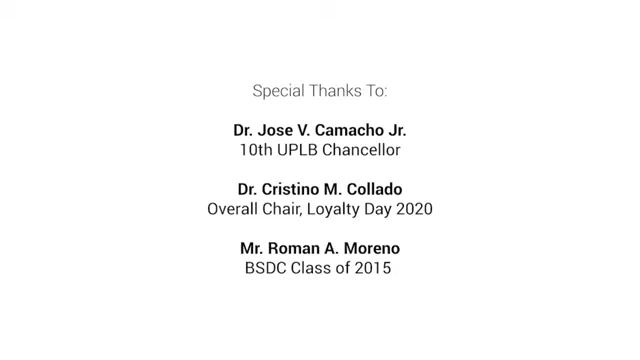 Special Thanks To:
Dr. Jose V. Camacho Jr.
10th UPLB Chancellor
Dr. Cristino M. Collado
Overall Chair, Loyalty Day 2020
Mr. Roman A. Moreno
BSDC Class of 2015